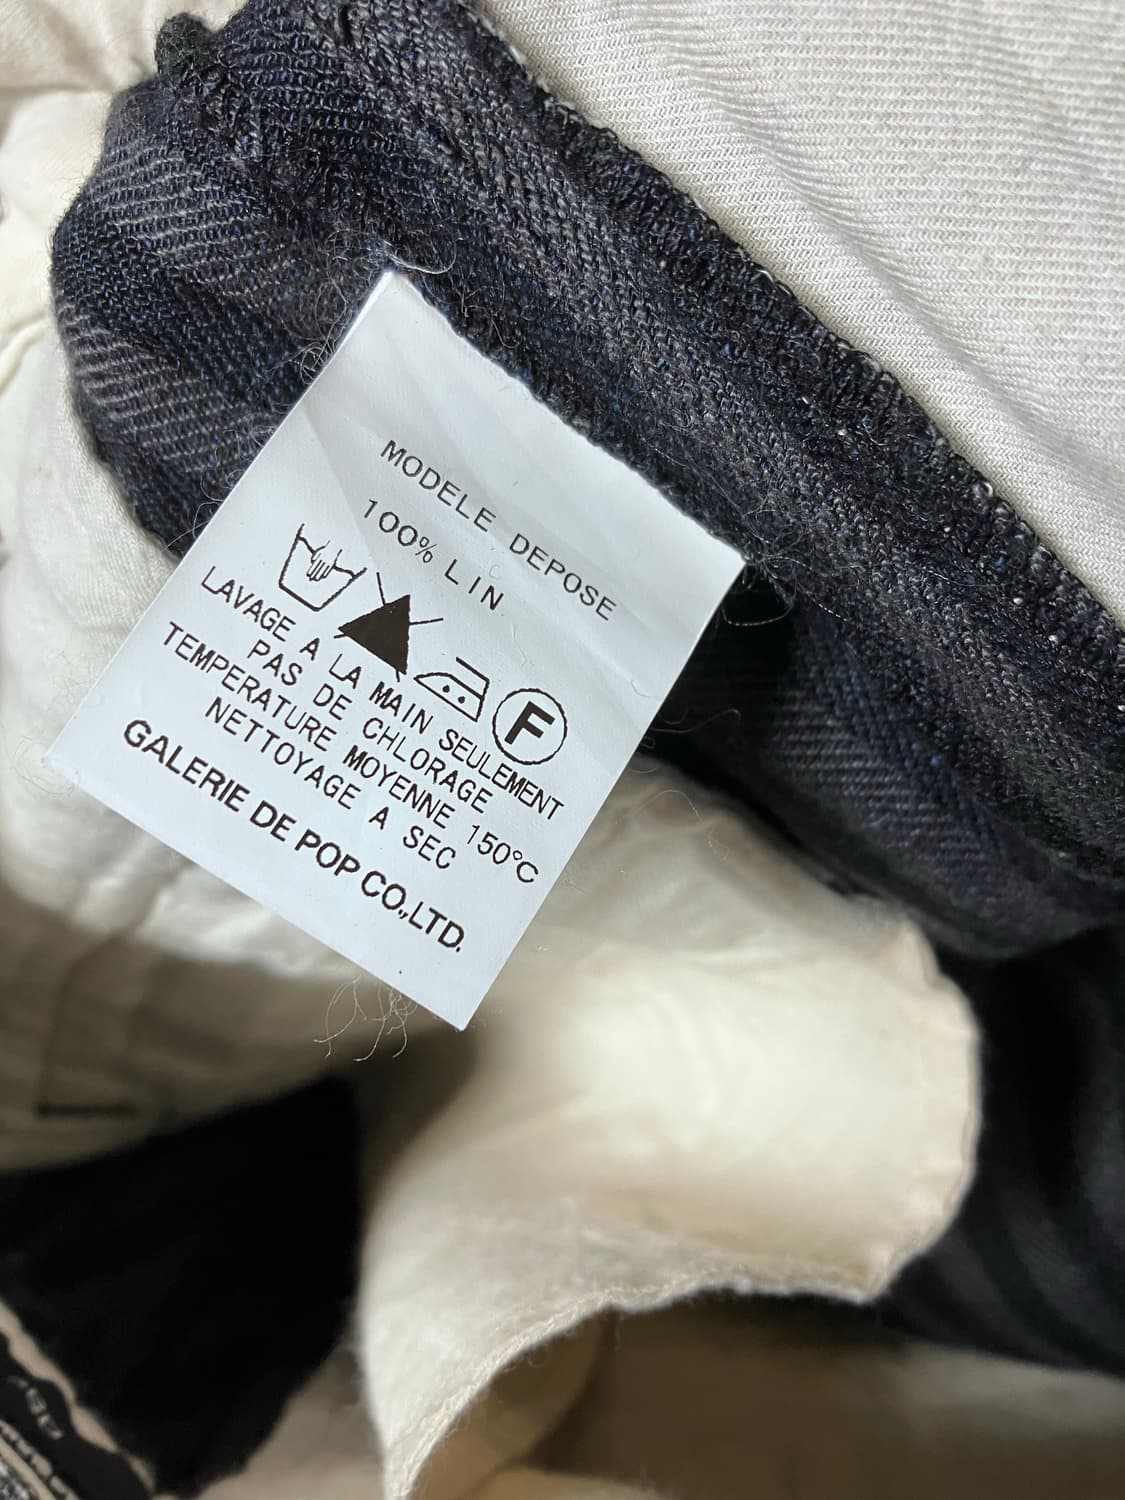 MODELE DEPOSE
100% LIN
F
LAVAGE A LA MAIN SEULEMENT
PAS DE CHLORAGE
TEMPERATURE MOYENNE 150°C
NETTOYAGE A SEC
GALERIE DE POP CO.,LTD.